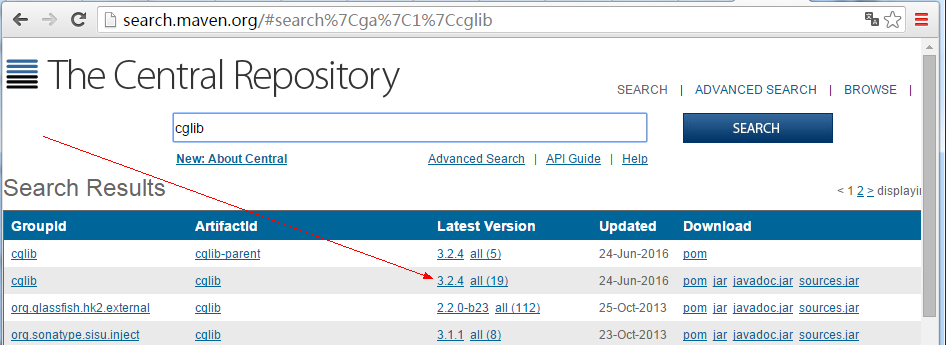 search.maven.org/#search%7Cga%7C1%7Ccglib
The Central Repository
SEARCH | ADVANCED SEARCH | BROWSE |
cglib SEARCH
New: About Central Advanced Search | API Guide | Help
Search Results < 1 2 > displayin
GroupId ArtifactId Latest Version Updated Download
cglib cglib-parent 3.2.4 all (5) 24-Jun-2016 pom
cglib cglib 3.2.4 all (19) 24-Jun-2016 pom jar javadoc.jar sources.jar
org.glassfish.hk2.external cglib 2.2.0-b23 all (112) 25-Oct-2013 pom jar javadoc.jar sources.jar
org.sonatype.sisu.inject cglib 3.1.1 all (8) 23-Oct-2013 pom jar javadoc.jar sources.jar